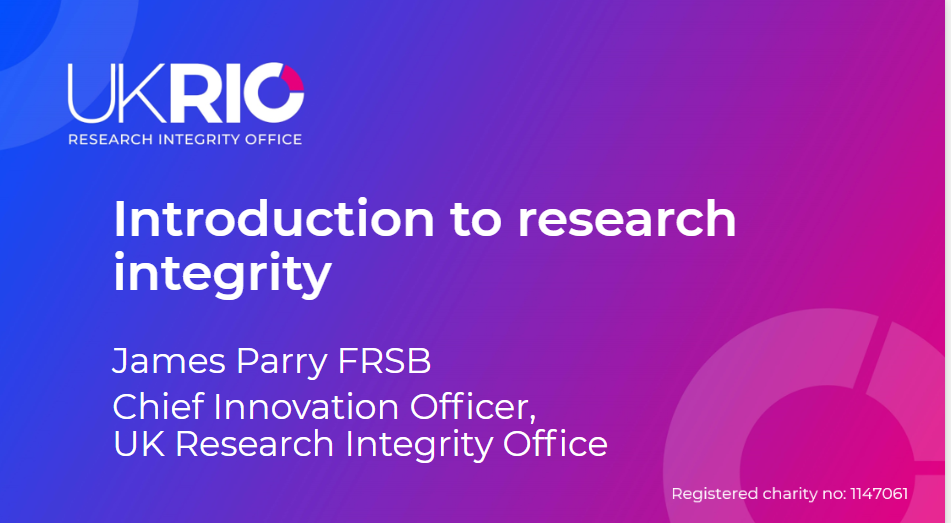 UKRIO
RESEARCH INTEGRITY OFFICE
Introduction to research
integrity
James Parry FRSB
Chief Innovation Officer,
UK Research Integrity Office
Registered charity no: 1147061